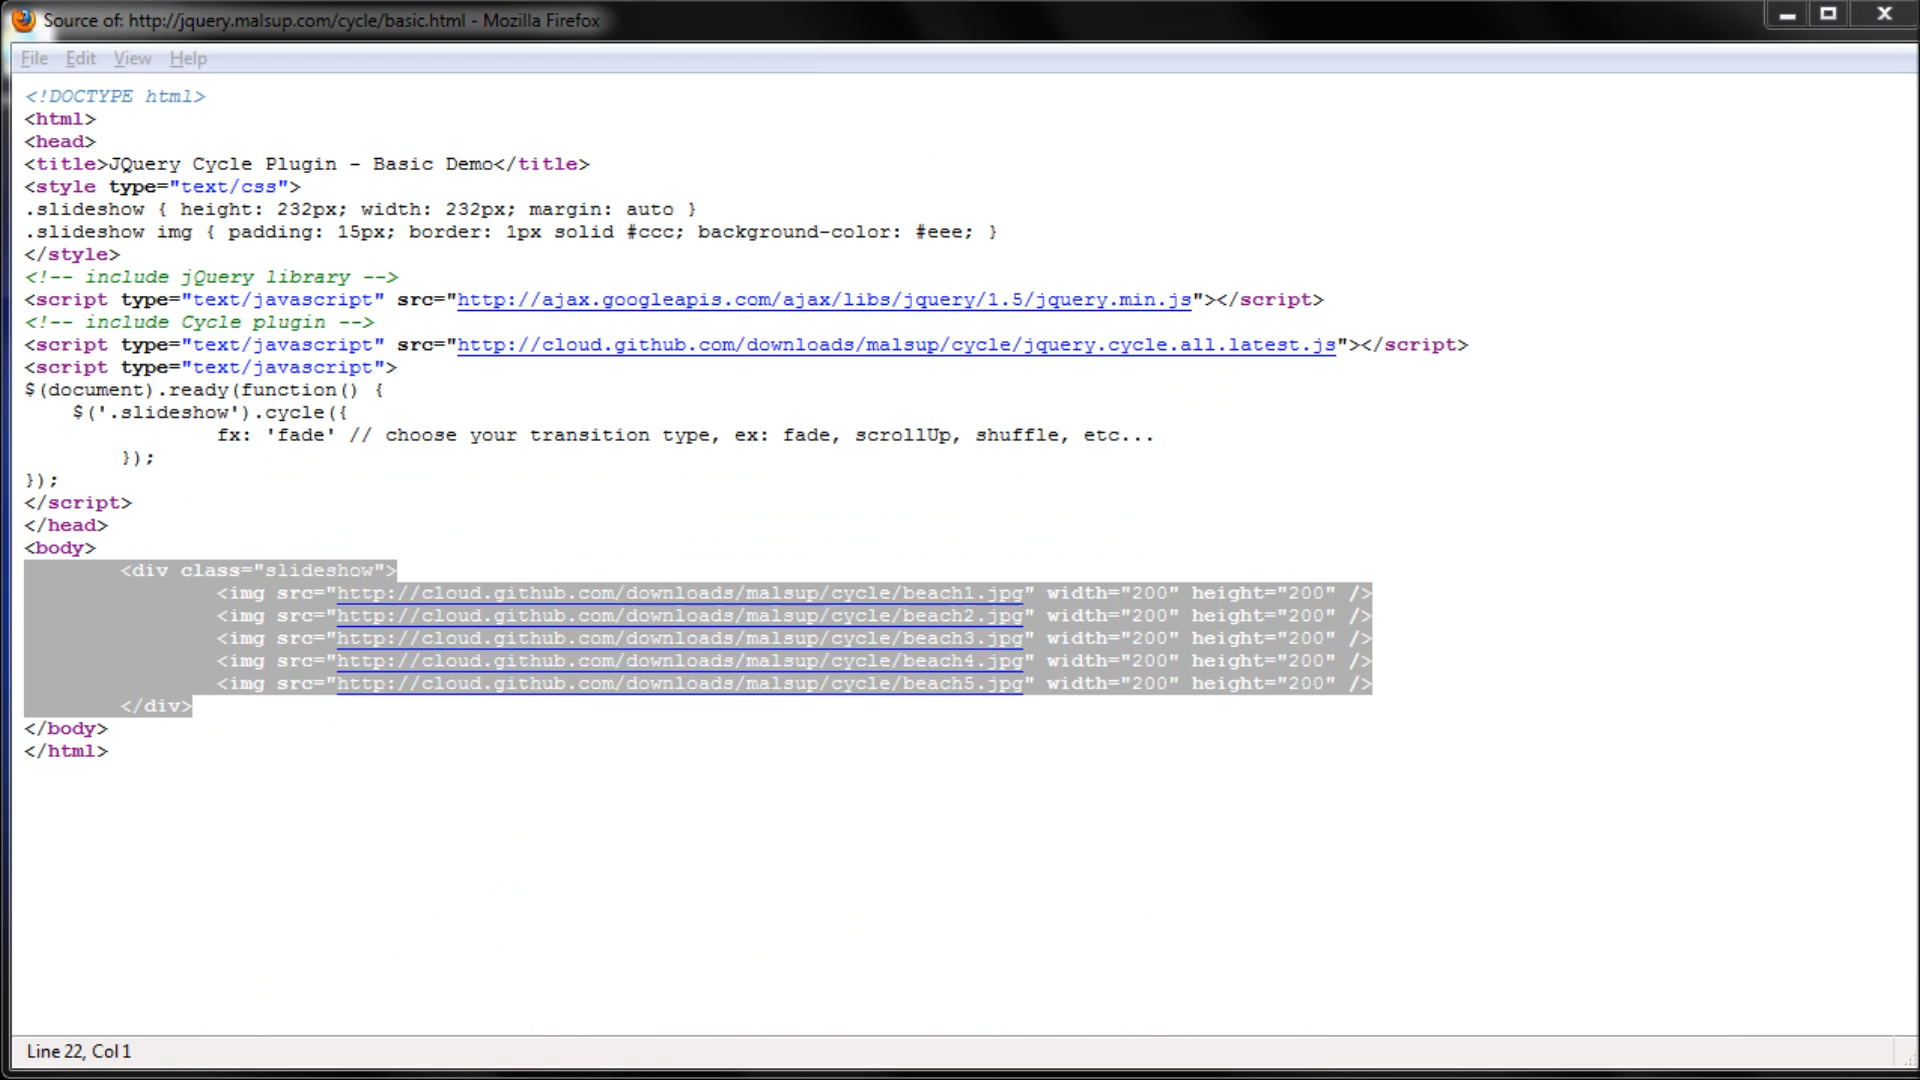 Source of: http://jquery.malsup.com/cycle/basic.html - Mozilla Firefox
File Edit View Help
<!DOCTYPE html>
<html>
<head>
<title>JQuery Cycle Plugin - Basic Demo</title>
<style type="text/css">
.slideshow { height: 232px; width: 232px; margin: auto }
.slideshow img { padding: 15px; border: 1px solid #ccc; background-color: #eee; }
</style>
<!-- include jQuery library -->
<script type="text/javascript" src="http://ajax.googleapis.com/ajax/libs/jquery/1.5/jquery.min.js"></script>
<!-- include Cycle plugin -->
<script type="text/javascript" src="http://cloud.github.com/downloads/malsup/cycle/jquery.cycle.all.latest.js"></script>
<script type="text/javascript">
$(document).ready(function() {
    $('.slideshow').cycle({
                fx: 'fade' // choose your transition type, ex: fade, scrollUp, shuffle, etc...
        });
});
</script>
</head>
<body>
        <div class="slideshow">
                <img src="http://cloud.github.com/downloads/malsup/cycle/beach1.jpg" width="200" height="200" />
                <img src="http://cloud.github.com/downloads/malsup/cycle/beach2.jpg" width="200" height="200" />
                <img src="http://cloud.github.com/downloads/malsup/cycle/beach3.jpg" width="200" height="200" />
                <img src="http://cloud.github.com/downloads/malsup/cycle/beach4.jpg" width="200" height="200" />
                <img src="http://cloud.github.com/downloads/malsup/cycle/beach5.jpg" width="200" height="200" />
        </div>
</body>
</html>
Line 22, Col 1